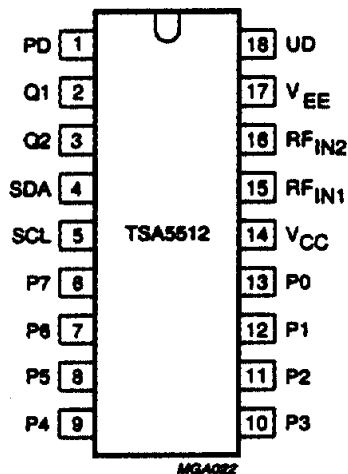 PD 1 18 UD
Q1 2 17 VEE
Q2 3 16 RFIN2
SDA 4 15 RFIN1
SCL 5 TSA5512 14 VCC
P7 6 13 P0
P6 7 12 P1
P5 8 11 P2
P4 9 10 P3
MGA022